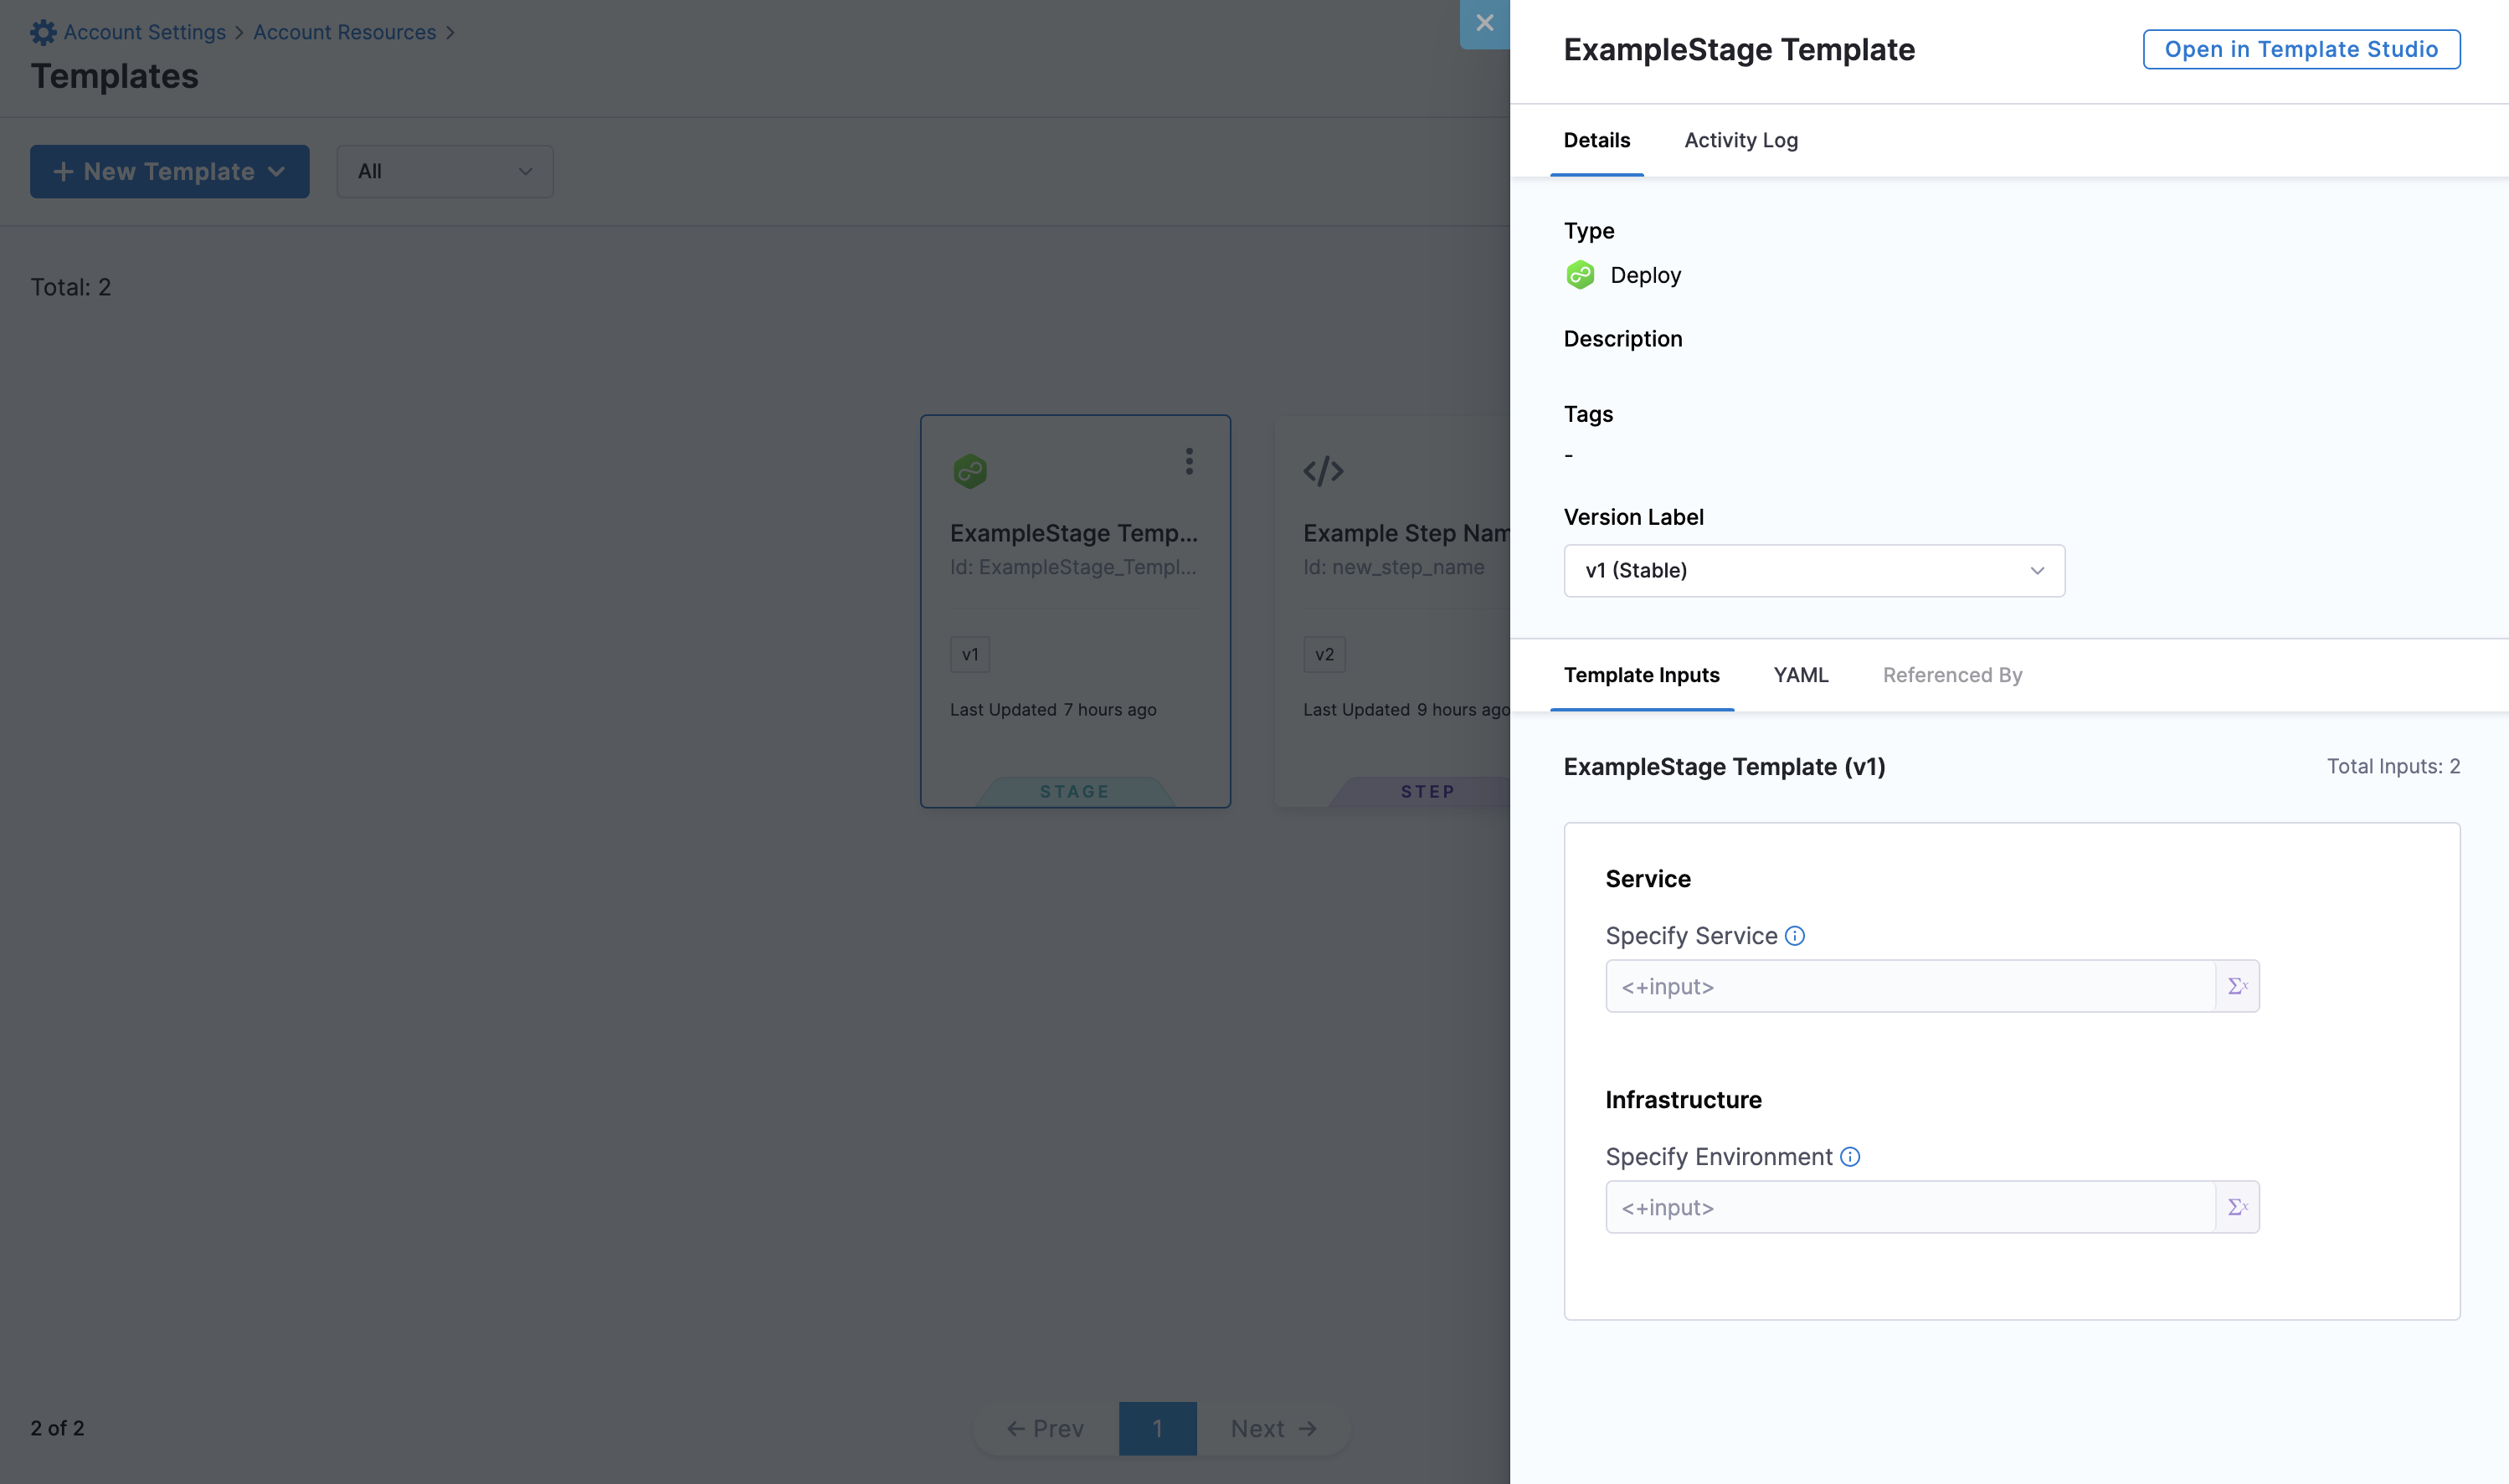 Account Settings > Account Resources >
Templates
+ New Template
All
Total: 2
ExampleStage Temp...
Id: ExampleStage_Templ...
v1
Last Updated 7 hours ago
STAGE
</>
Example Step Nam
Id: new_step_name
v2
Last Updated 9 hours ago
STEP
2 of 2
← Prev
1
Next →
ExampleStage Template
Open in Template Studio
Details
Activity Log
Type
Deploy
Description
Tags
-
Version Label
v1 (Stable)
Template Inputs
YAML
Referenced By
ExampleStage Template (v1)
Total Inputs: 2
Service
Specify Service
<+input>
Σx
Infrastructure
Specify Environment
<+input>
Σx